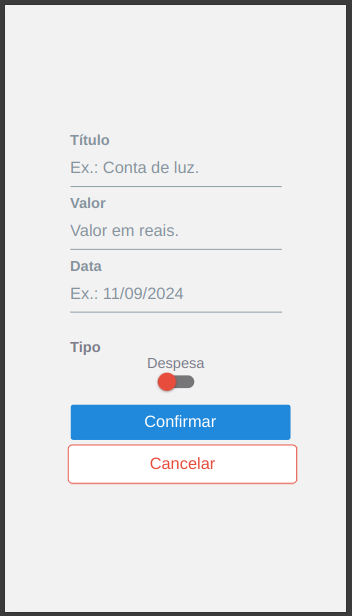 Título
Ex.: Conta de luz.
Valor
Valor em reais.
Data
Ex.: 11/09/2024
Tipo
Despesa
Confirmar
Cancelar